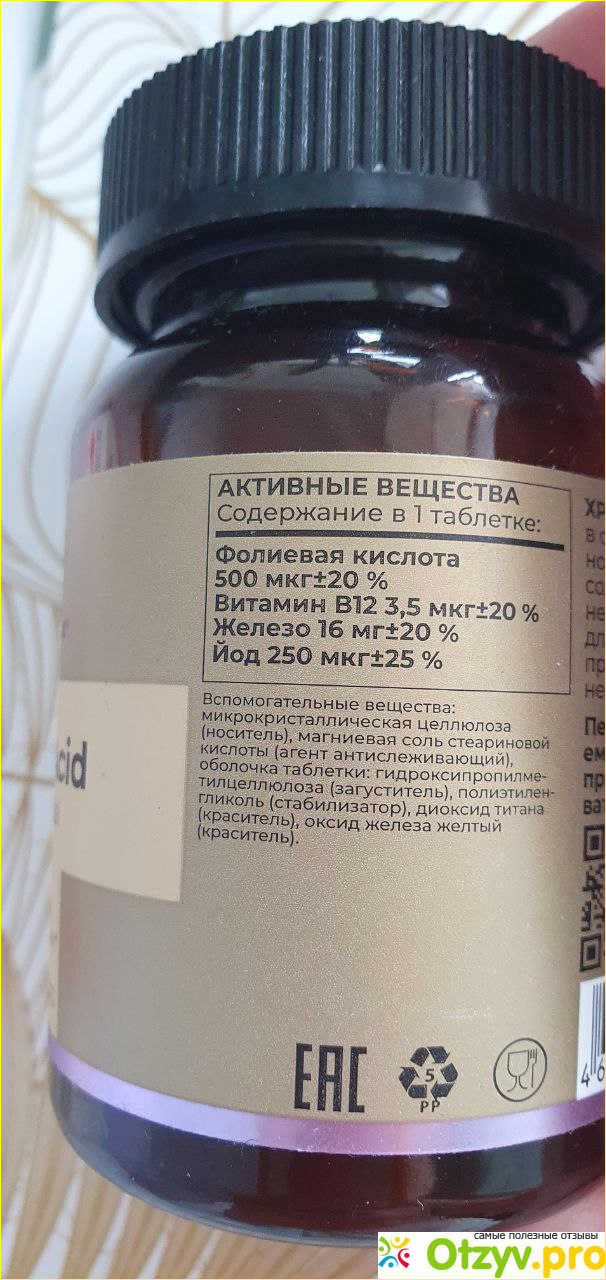 АКТИВНЫЕ ВЕЩЕСТВА
Содержание в 1 таблетке:
Фолиевая кислота
500 мкг±20 %
Витамин В12 3,5 мкг±20 %
Железо 16 мг±20 %
Йод 250 мкг±25 %
Вспомогательные вещества:
микрокристаллическая целлюлоза
(носитель), магниевая соль стеариновой
кислоты (агент антислеживающий),
оболочка таблетки: гидроксипропилме-
тилцеллюлоза (загуститель), полиэтилен-
гликоль (стабилизатор), диоксид титана
(краситель), оксид железа желтый
(краситель).
cid
EAC
5
PP
4 6
самые полезные отзывы
Otzyv.pro